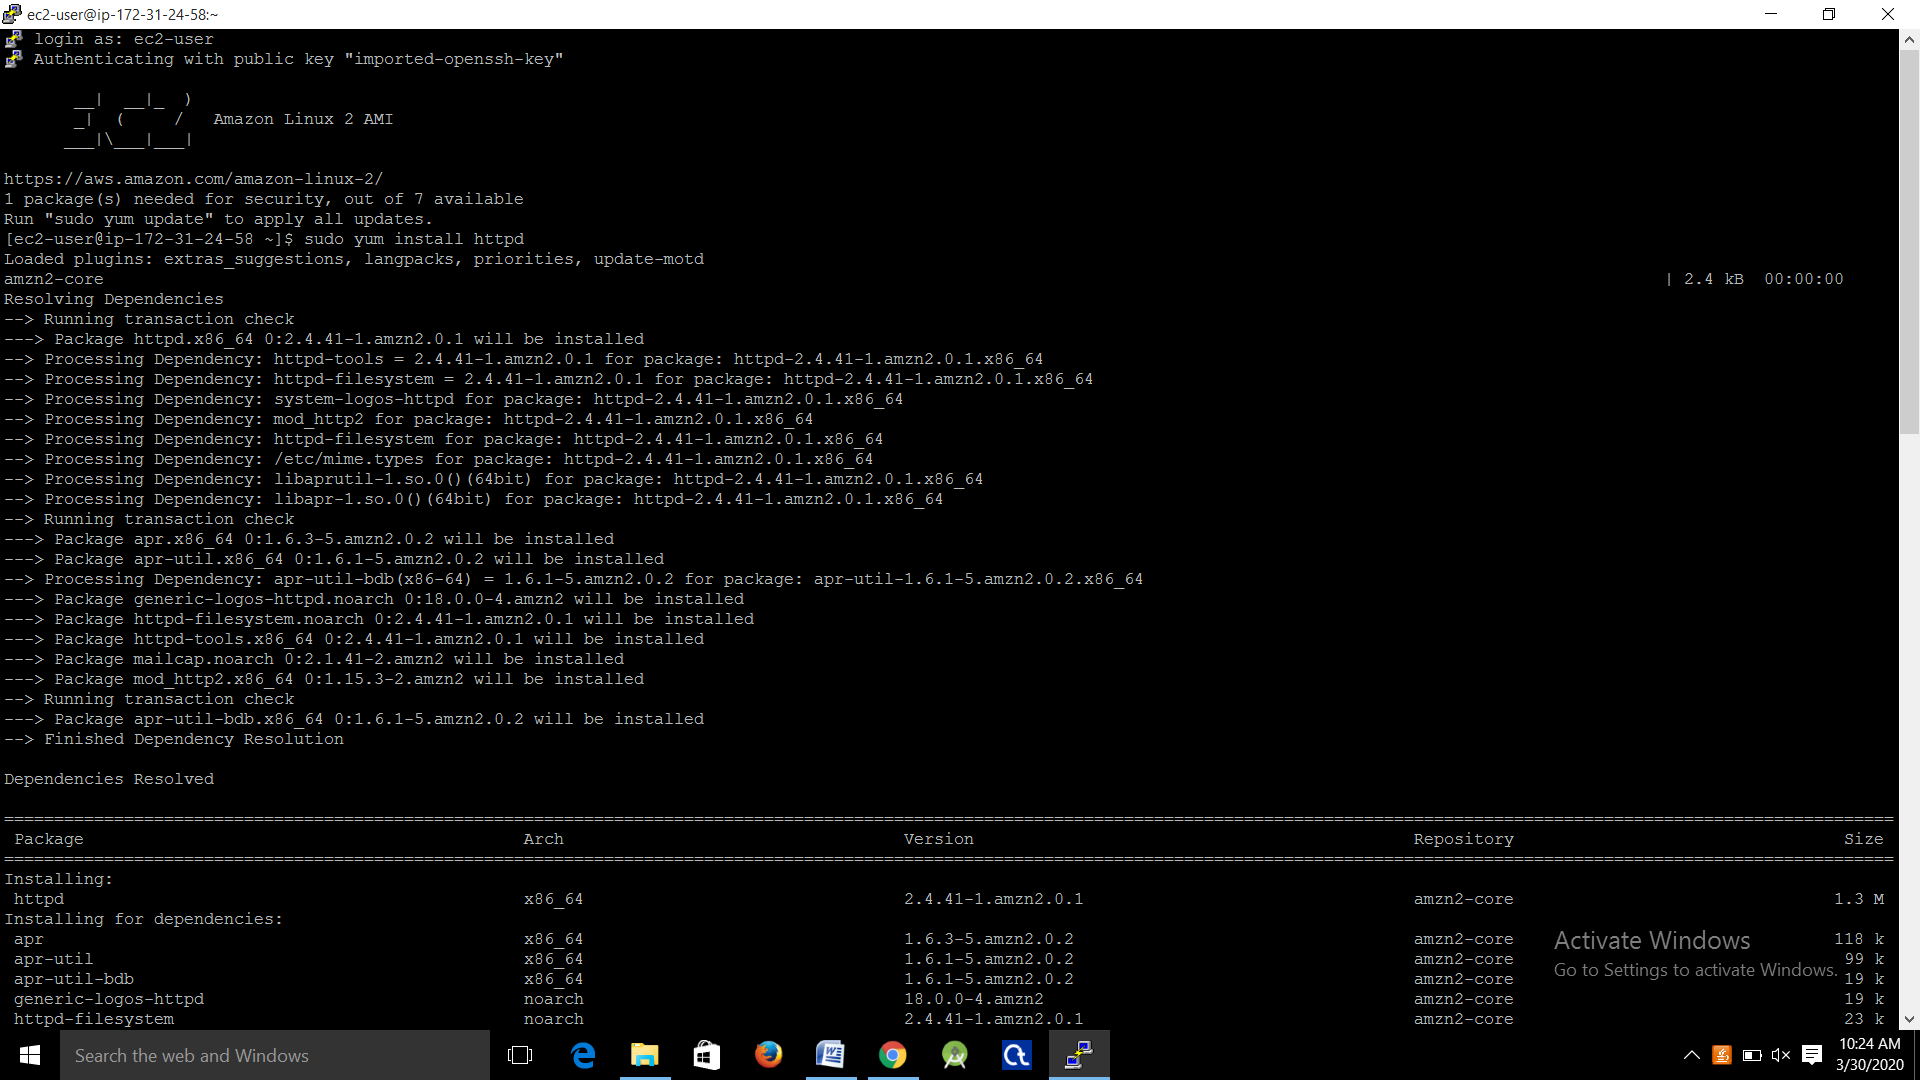 ec2-user@ip-172-31-24-58:~
login as: ec2-user
Authenticating with public key "imported-openssh-key"
       __|  __|_  )
       _|  (     /   Amazon Linux 2 AMI
      ___|\___|___|
https://aws.amazon.com/amazon-linux-2/
1 package(s) needed for security, out of 7 available
Run "sudo yum update" to apply all updates.
[ec2-user@ip-172-31-24-58 ~]$ sudo yum install httpd
Loaded plugins: extras_suggestions, langpacks, priorities, update-motd
amzn2-core | 2.4 kB 00:00:00
Resolving Dependencies
--> Running transaction check
---> Package httpd.x86_64 0:2.4.41-1.amzn2.0.1 will be installed
--> Processing Dependency: httpd-tools = 2.4.41-1.amzn2.0.1 for package: httpd-2.4.41-1.amzn2.0.1.x86_64
--> Processing Dependency: httpd-filesystem = 2.4.41-1.amzn2.0.1 for package: httpd-2.4.41-1.amzn2.0.1.x86_64
--> Processing Dependency: system-logos-httpd for package: httpd-2.4.41-1.amzn2.0.1.x86_64
--> Processing Dependency: mod_http2 for package: httpd-2.4.41-1.amzn2.0.1.x86_64
--> Processing Dependency: httpd-filesystem for package: httpd-2.4.41-1.amzn2.0.1.x86_64
--> Processing Dependency: /etc/mime.types for package: httpd-2.4.41-1.amzn2.0.1.x86_64
--> Processing Dependency: libaprutil-1.so.0()(64bit) for package: httpd-2.4.41-1.amzn2.0.1.x86_64
--> Processing Dependency: libapr-1.so.0()(64bit) for package: httpd-2.4.41-1.amzn2.0.1.x86_64
--> Running transaction check
---> Package apr.x86_64 0:1.6.3-5.amzn2.0.2 will be installed
---> Package apr-util.x86_64 0:1.6.1-5.amzn2.0.2 will be installed
--> Processing Dependency: apr-util-bdb(x86-64) = 1.6.1-5.amzn2.0.2 for package: apr-util-1.6.1-5.amzn2.0.2.x86_64
---> Package generic-logos-httpd.noarch 0:18.0.0-4.amzn2 will be installed
---> Package httpd-filesystem.noarch 0:2.4.41-1.amzn2.0.1 will be installed
---> Package httpd-tools.x86_64 0:2.4.41-1.amzn2.0.1 will be installed
---> Package mailcap.noarch 0:2.1.41-2.amzn2 will be installed
---> Package mod_http2.x86_64 0:1.15.3-2.amzn2 will be installed
--> Running transaction check
---> Package apr-util-bdb.x86_64 0:1.6.1-5.amzn2.0.2 will be installed
--> Finished Dependency Resolution
Dependencies Resolved
Package Arch Version Repository Size
Installing:
httpd x86_64 2.4.41-1.amzn2.0.1 amzn2-core 1.3 M
Installing for dependencies:
apr x86_64 1.6.3-5.amzn2.0.2 amzn2-core 118 k
apr-util x86_64 1.6.1-5.amzn2.0.2 amzn2-core 99 k
apr-util-bdb x86_64 1.6.1-5.amzn2.0.2 amzn2-core 19 k
generic-logos-httpd noarch 18.0.0-4.amzn2 amzn2-core 19 k
httpd-filesystem noarch 2.4.41-1.amzn2.0.1 amzn2-core 23 k
Activate Windows
Go to Settings to activate Windows.
Search the web and Windows
10:24 AM
3/30/2020